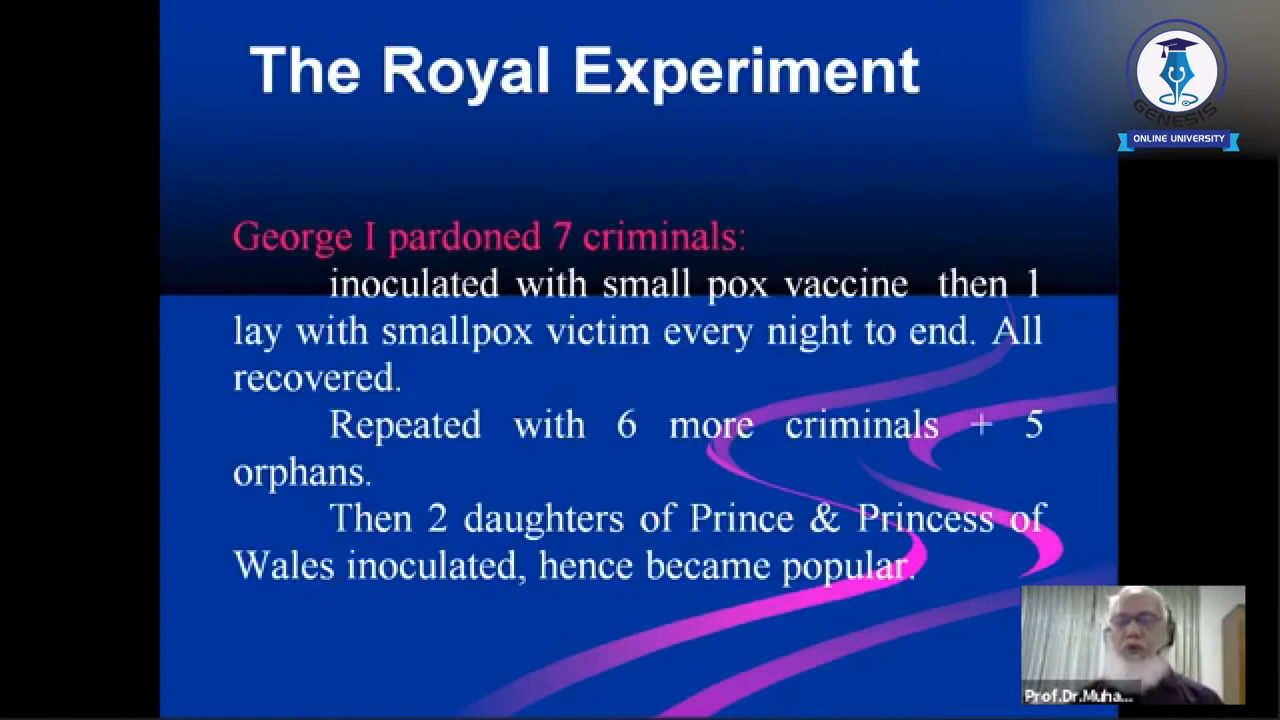 The Royal Experiment
GENESIS
ONLINE UNIVERSITY
George I pardoned 7 criminals:
inoculated with small pox vaccine then 1
lay with smallpox victim every night to end. All
recovered.
Repeated with 6 more criminals + 5
orphans.
Then 2 daughters of Prince & Princess of
Wales inoculated, hence became popular.
Prof.Dr.Muha...